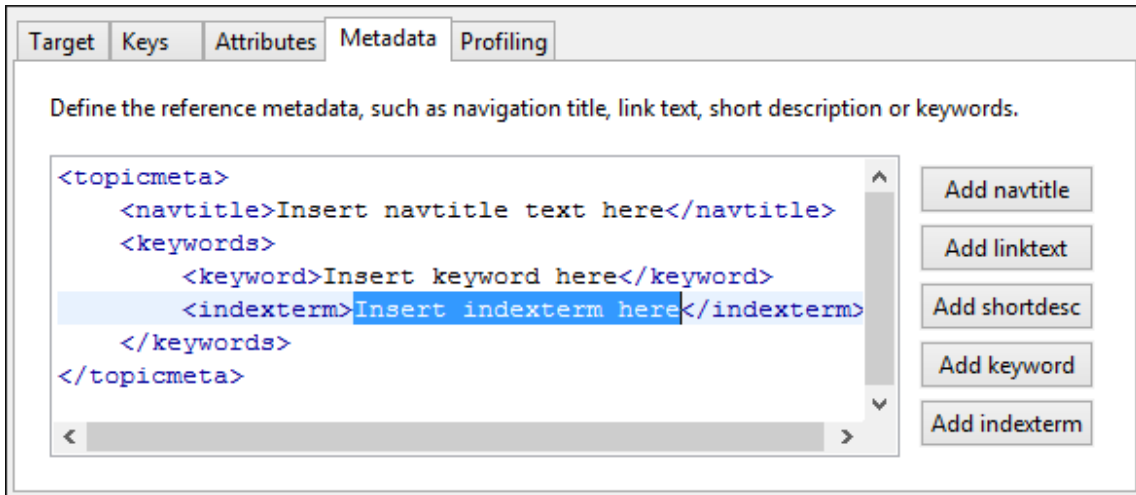 Target Keys Attributes Metadata Profiling
Define the reference metadata, such as navigation title, link text, short description or keywords.
<topicmeta>
    <navtitle>Insert navtitle text here</navtitle>
    <keywords>
        <keyword>Insert keyword here</keyword>
        <indexterm>Insert indexterm here</indexterm>
    </keywords>
</topicmeta>
Add navtitle
Add linktext
Add shortdesc
Add keyword
Add indexterm